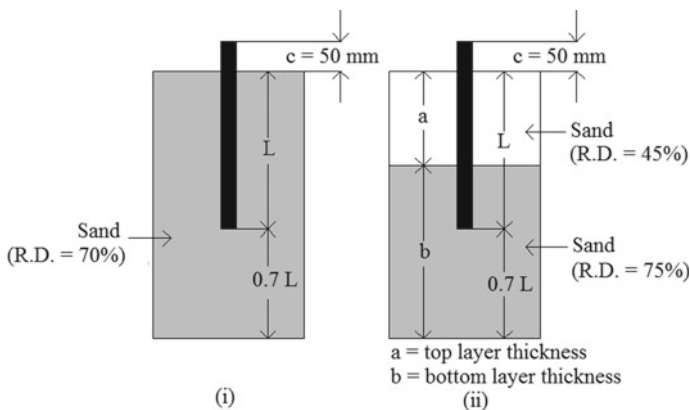 c = 50 mm
L
Sand
(R.D. = 70%)
0.7 L
(i)
c = 50 mm
a
L
Sand
(R.D. = 45%)
b
Sand
(R.D. = 75%)
0.7 L
a = top layer thickness
b = bottom layer thickness
(ii)